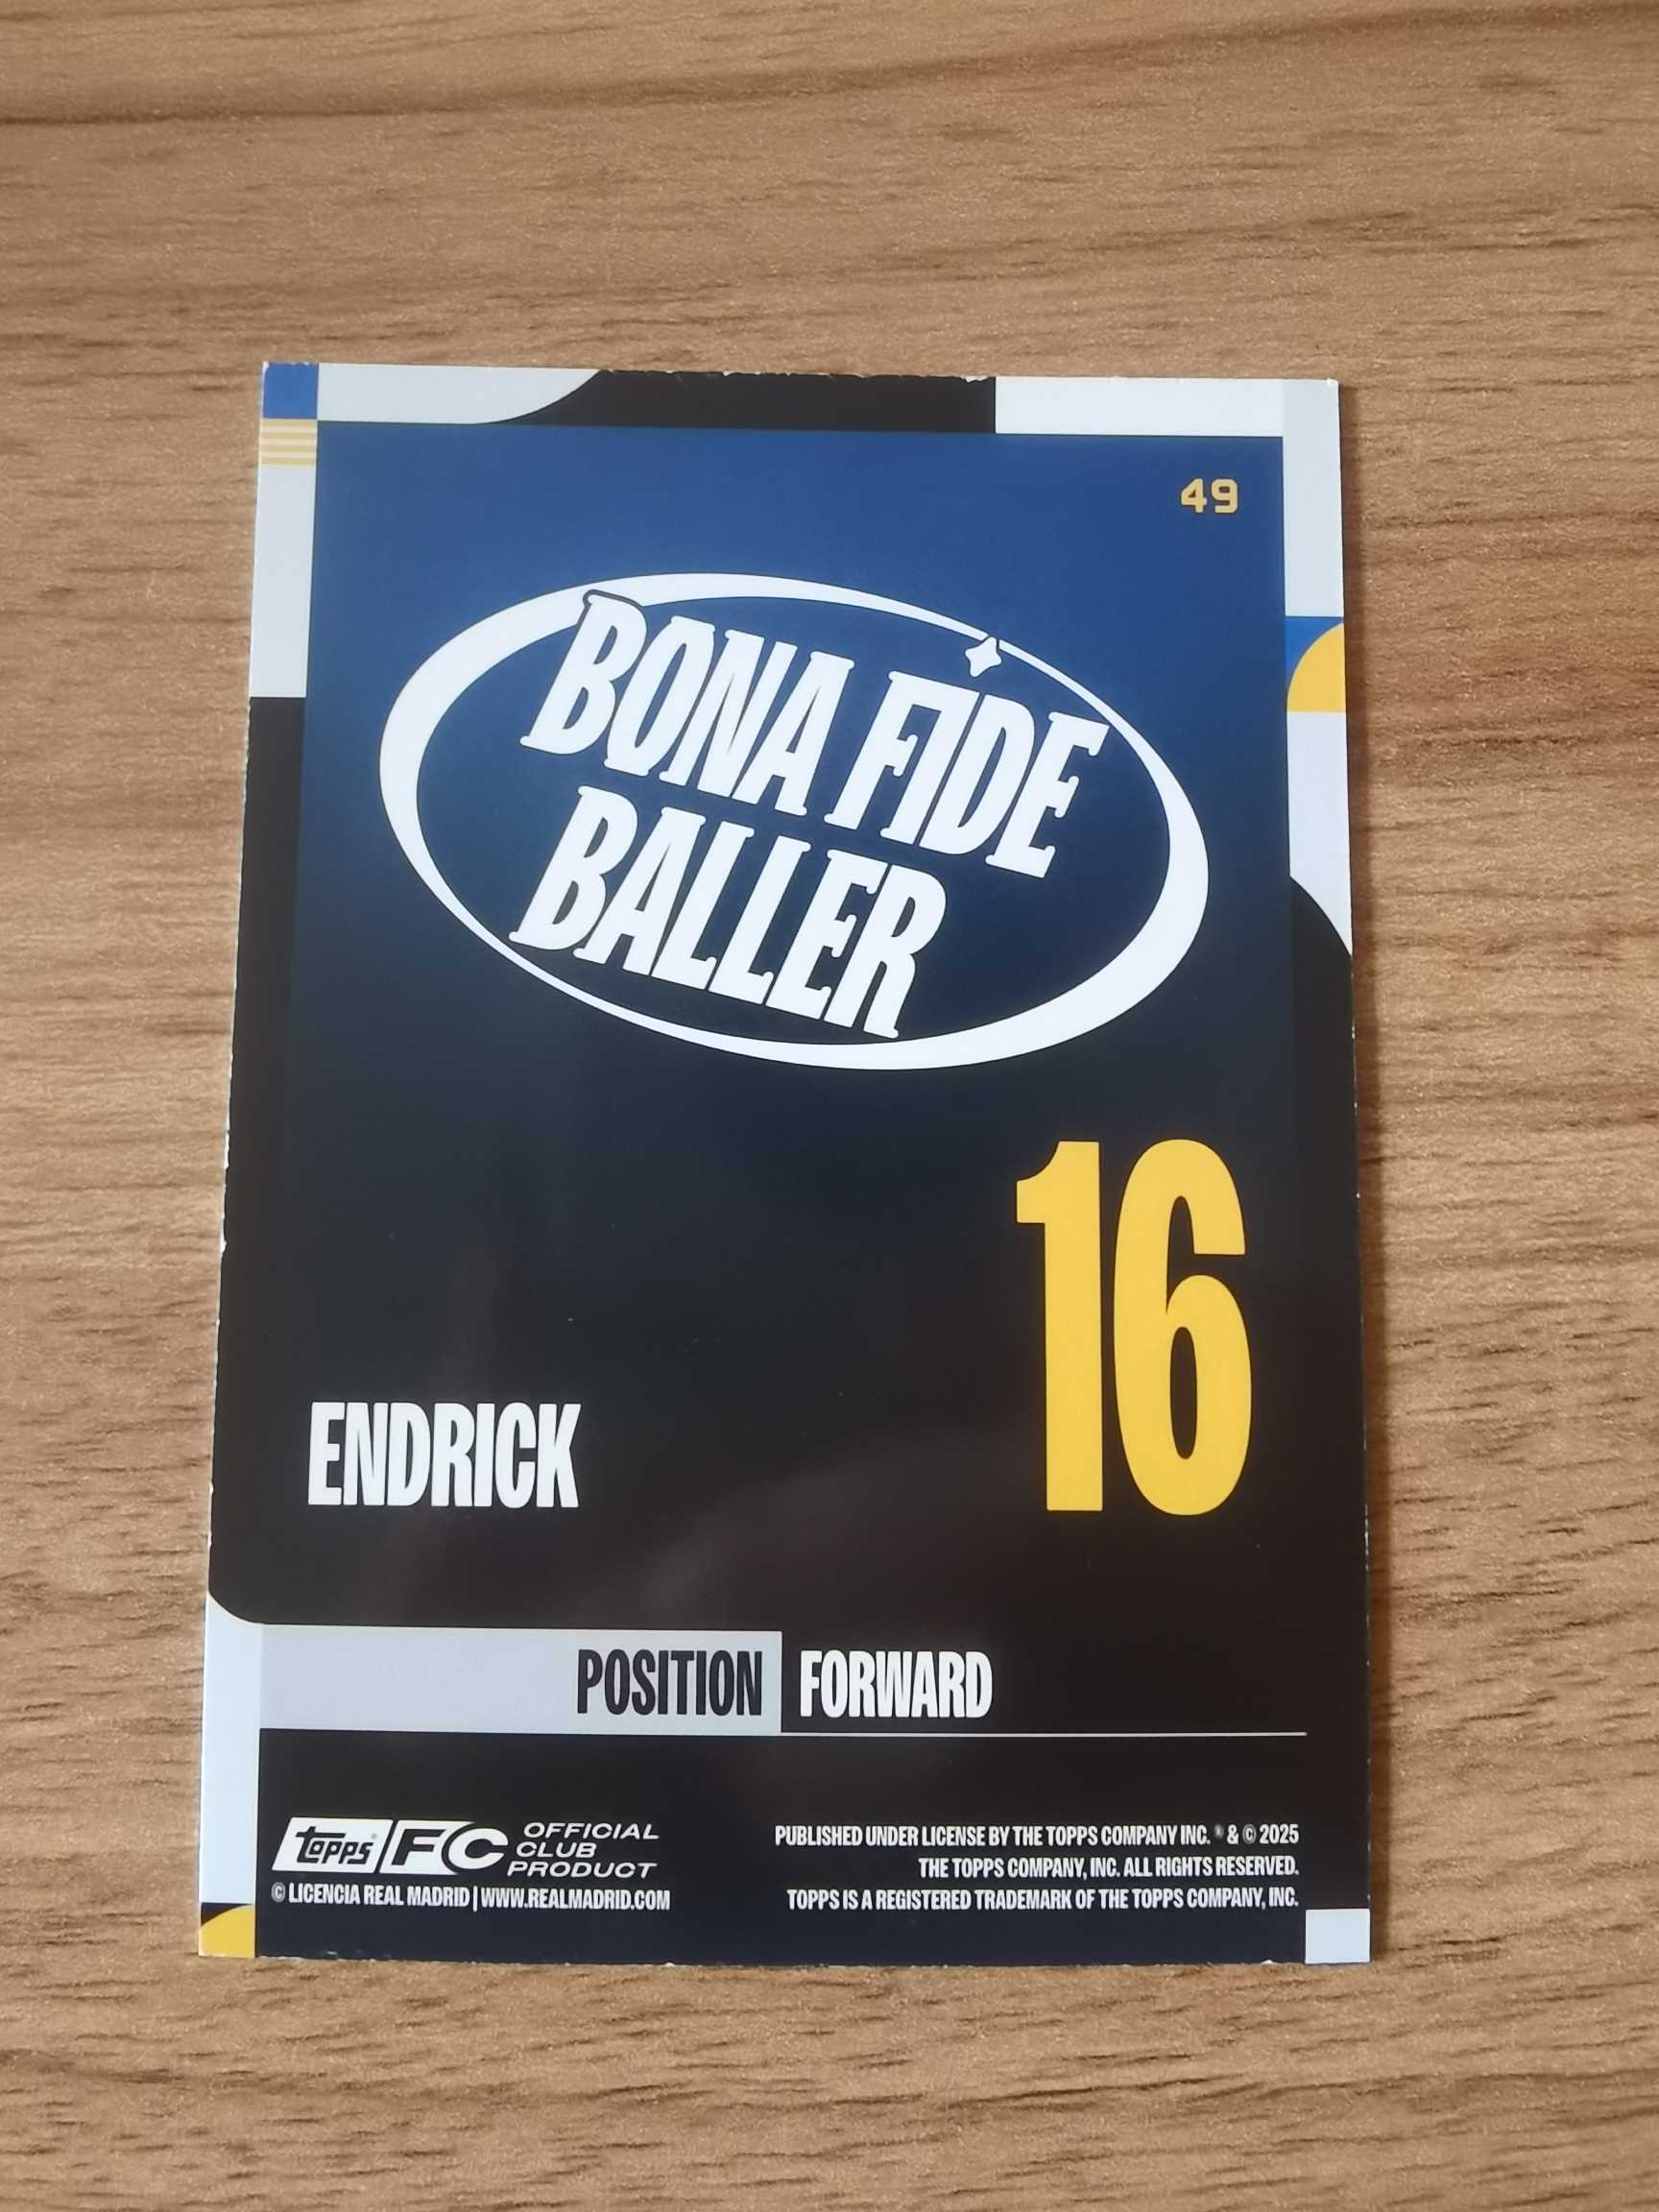 49
BONA FIDE
BALLER
16
ENDRICK
POSITION FORWARD
topps FC OFFICIAL
CLUB
PRODUCT
© LICENCIA REAL MADRID | WWW.REALMADRID.COM
PUBLISHED UNDER LICENSE BY THE TOPPS COMPANY INC. ® & © 2025
THE TOPPS COMPANY, INC. ALL RIGHTS RESERVED.
TOPPS IS A REGISTERED TRADEMARK OF THE TOPPS COMPANY, INC.